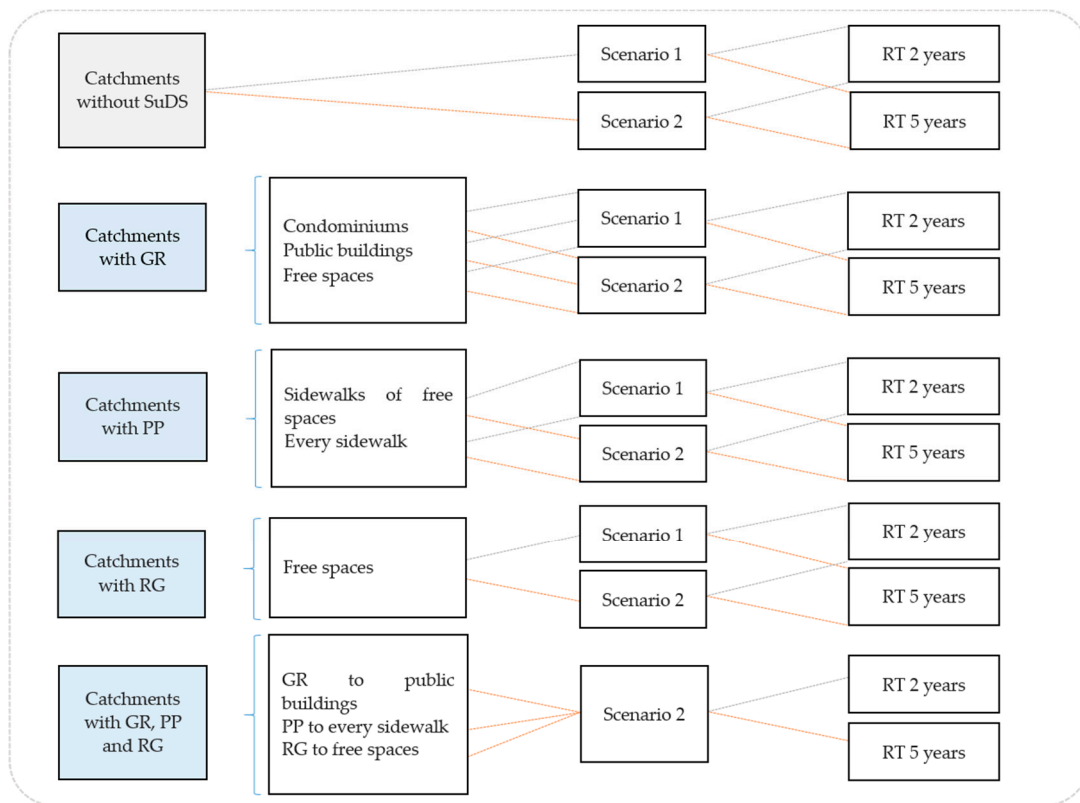 Catchments
without SuDS
Scenario 1
Scenario 2
RT 2 years
RT 5 years
Catchments
with GR
Condominiums
Public buildings
Free spaces
Scenario 1
Scenario 2
RT 2 years
RT 5 years
Catchments
with PP
Sidewalks of free
spaces
Every sidewalk
Scenario 1
Scenario 2
RT 2 years
RT 5 years
Catchments
with RG
Free spaces
Scenario 1
Scenario 2
RT 2 years
RT 5 years
Catchments
with GR, PP
and RG
GR to public
buildings
PP to every sidewalk
RG to free spaces
Scenario 2
RT 2 years
RT 5 years